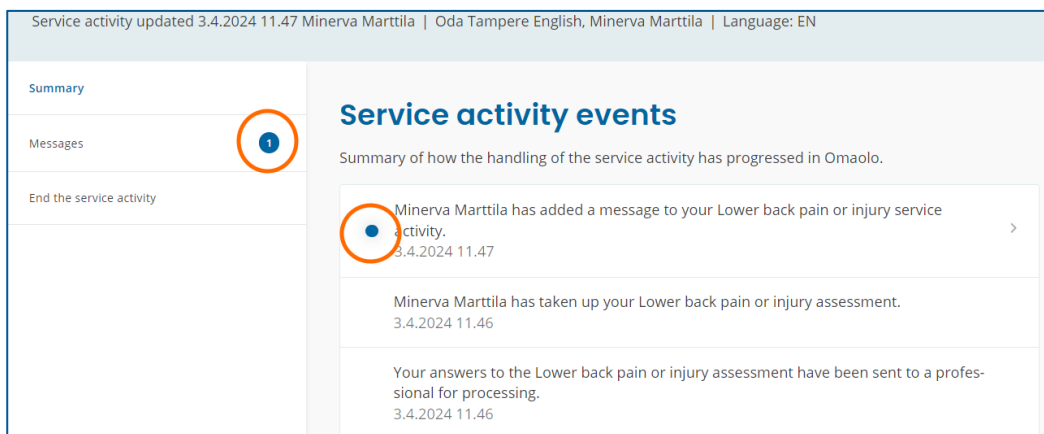 Service activity updated 3.4.2024 11.47 Minerva Marttila | Oda Tampere English, Minerva Marttila | Language: EN
Summary
Messages
1
End the service activity
Service activity events
Summary of how the handling of the service activity has progressed in Omaolo.
Minerva Marttila has added a message to your Lower back pain or injury service
activity.
3.4.2024 11.47
Minerva Marttila has taken up your Lower back pain or injury assessment.
3.4.2024 11.46
Your answers to the Lower back pain or injury assessment have been sent to a profes-
sional for processing.
3.4.2024 11.46